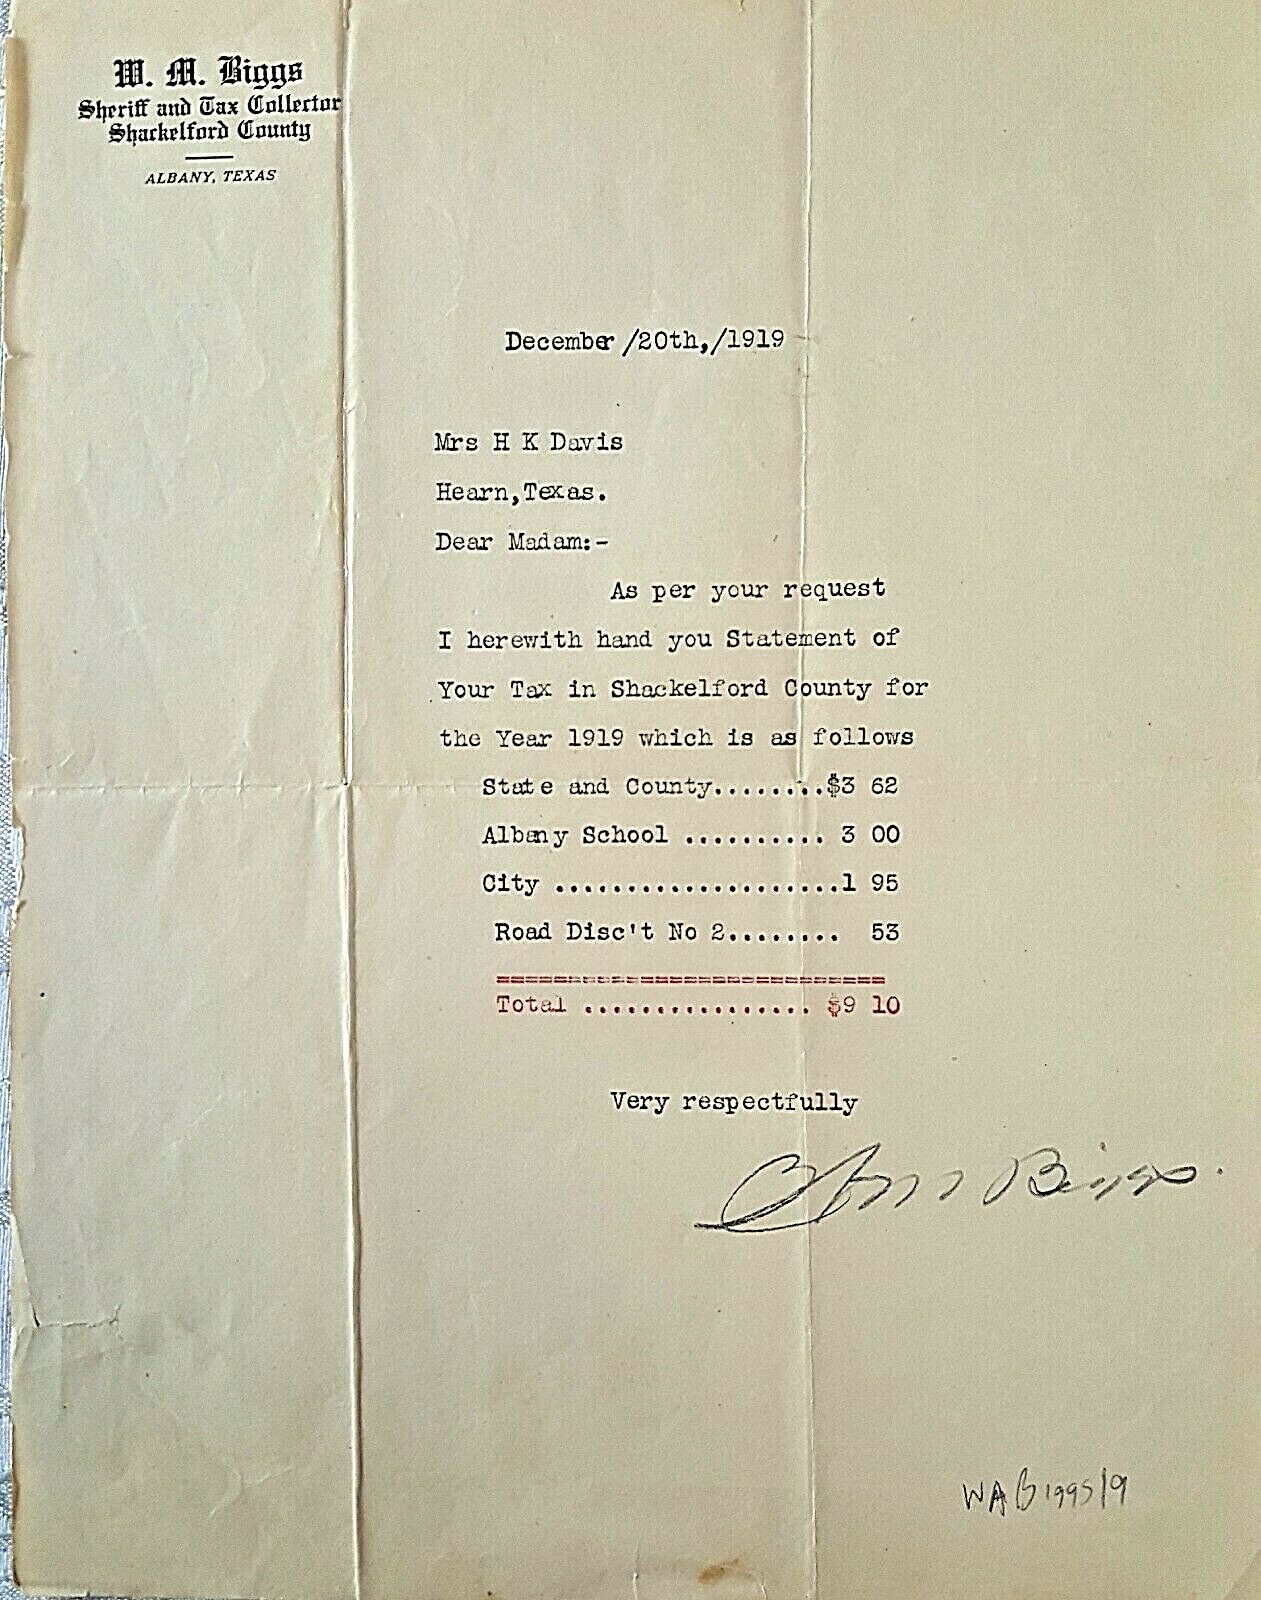 W. M. Biggs
Sheriff and Tax Collector
Shackelford County
ALBANY, TEXAS
December /20th,/1919
Mrs H K Davis
Hearn,Texas.
Dear Madam:-
As per your request
I herewith hand you Statement of
Your Tax in Shackelford County for
the Year 1919 which is as follows
State and County........$3 62
Albany School .......... 3 00
City ....................1 95
Road Disc't No 2........ 53
===========================
Total ................ $9 10
Very respectfully
Biggs.
WAB1995/9